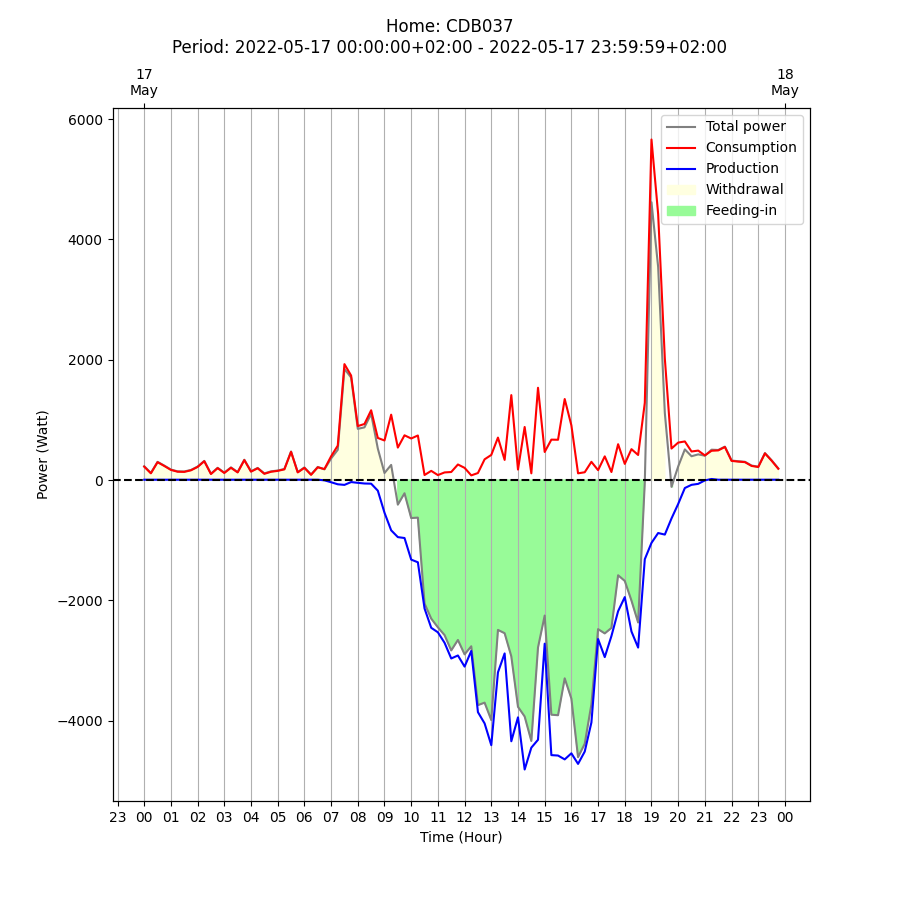 Home: CDB037
Period: 2022-05-17 00:00:00+02:00 - 2022-05-17 23:59:59+02:00
17 18
May May
6000
4000
2000
0
−2000
−4000
Power (Watt)
Total power
Consumption
Production
Withdrawal
Feeding-in
23 00 01 02 03 04 05 06 07 08 09 10 11 12 13 14 15 16 17 18 19 20 21 22 23 00
Time (Hour)